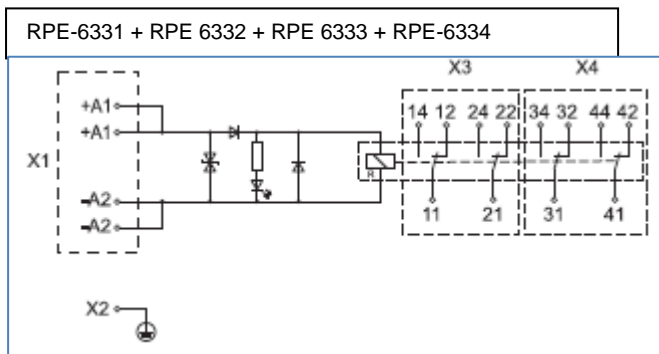 RPE-6331 + RPE 6332 + RPE 6333 + RPE-6334
X3 X4
+A1
+A1
X1
-A2
-A2
14 12 24 22 34 32 44 42
R
11 21 31 41
X2